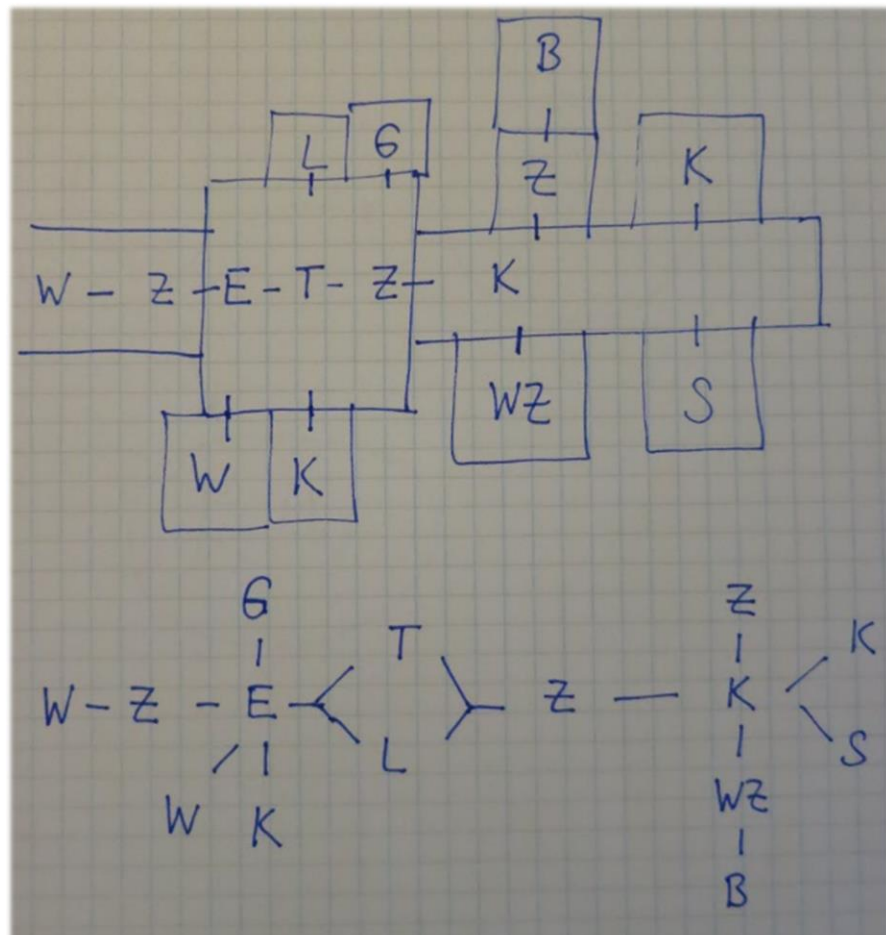 B
L G
Z K
W - Z - E - T - Z - K
WZ S
W K
G Z
T K
W - Z - E Z — K
L S
W K WZ
B